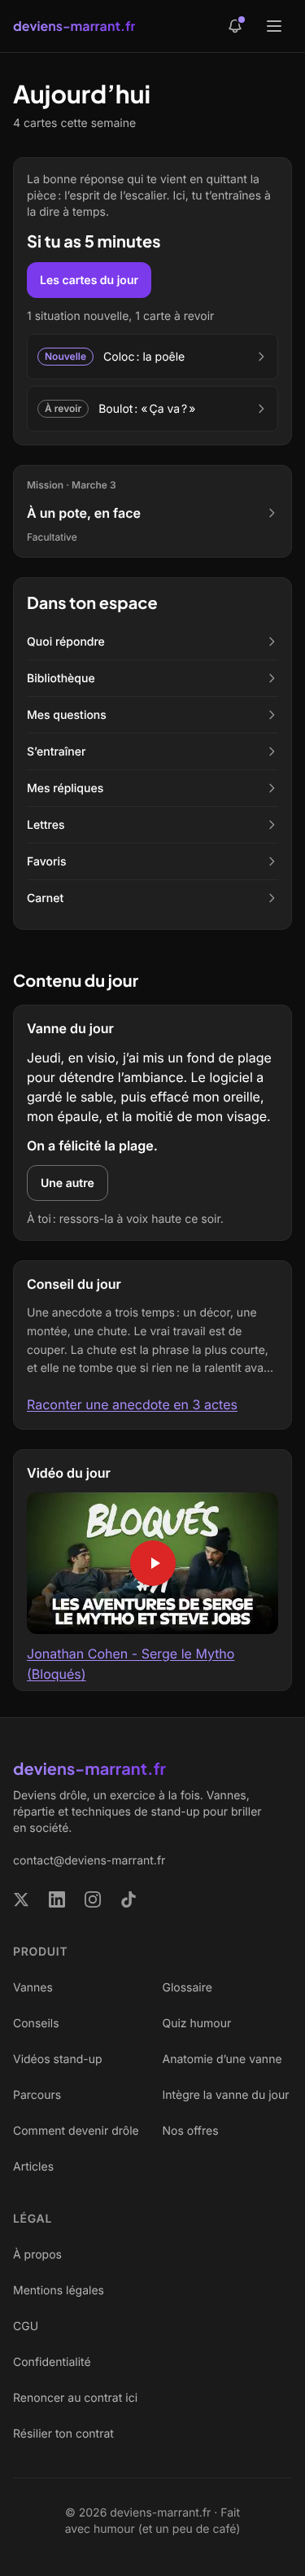 deviens-marrant.fr
Aujourd’hui
4 cartes cette semaine
La bonne réponse qui te vient en quittant la
pièce : l’esprit de l’escalier. Ici, tu t’entraînes à
la dire à temps.
Si tu as 5 minutes
Les cartes du jour
1 situation nouvelle, 1 carte à revoir
Nouvelle Coloc : la poêle
À revoir Boulot : « Ça va ? »
Mission · Marche 3
À un pote, en face
Facultative
Dans ton espace
Quoi répondre
Bibliothèque
Mes questions
S’entraîner
Mes répliques
Lettres
Favoris
Carnet
Contenu du jour
Vanne du jour
Jeudi, en visio, j’ai mis un fond de plage
pour détendre l’ambiance. Le logiciel a
gardé le sable, puis effacé mon oreille,
mon épaule, et la moitié de mon visage.
On a félicité la plage.
Une autre
À toi : ressors-la à voix haute ce soir.
Conseil du jour
Une anecdote a trois temps : un décor, une
montée, une chute. Le vrai travail est de
couper. La chute est la phrase la plus courte,
et elle ne tombe que si rien ne la ralentit ava…
Raconter une anecdote en 3 actes
Vidéo du jour
BLOQUÉS
#71
LES AVENTURES DE SERGE
LE MYTHO ET STEVE JOBS
Jonathan Cohen - Serge le Mytho
(Bloqués)
deviens-marrant.fr
Deviens drôle, un exercice à la fois. Vannes,
répartie et techniques de stand-up pour briller
en société.
contact@deviens-marrant.fr
PRODUIT
Vannes Glossaire
Conseils Quiz humour
Vidéos stand-up Anatomie d’une vanne
Parcours Intègre la vanne du jour
Comment devenir drôle Nos offres
Articles
LÉGAL
À propos
Mentions légales
CGU
Confidentialité
Renoncer au contrat ici
Résilier ton contrat
© 2026 deviens-marrant.fr · Fait
avec humour (et un peu de café)